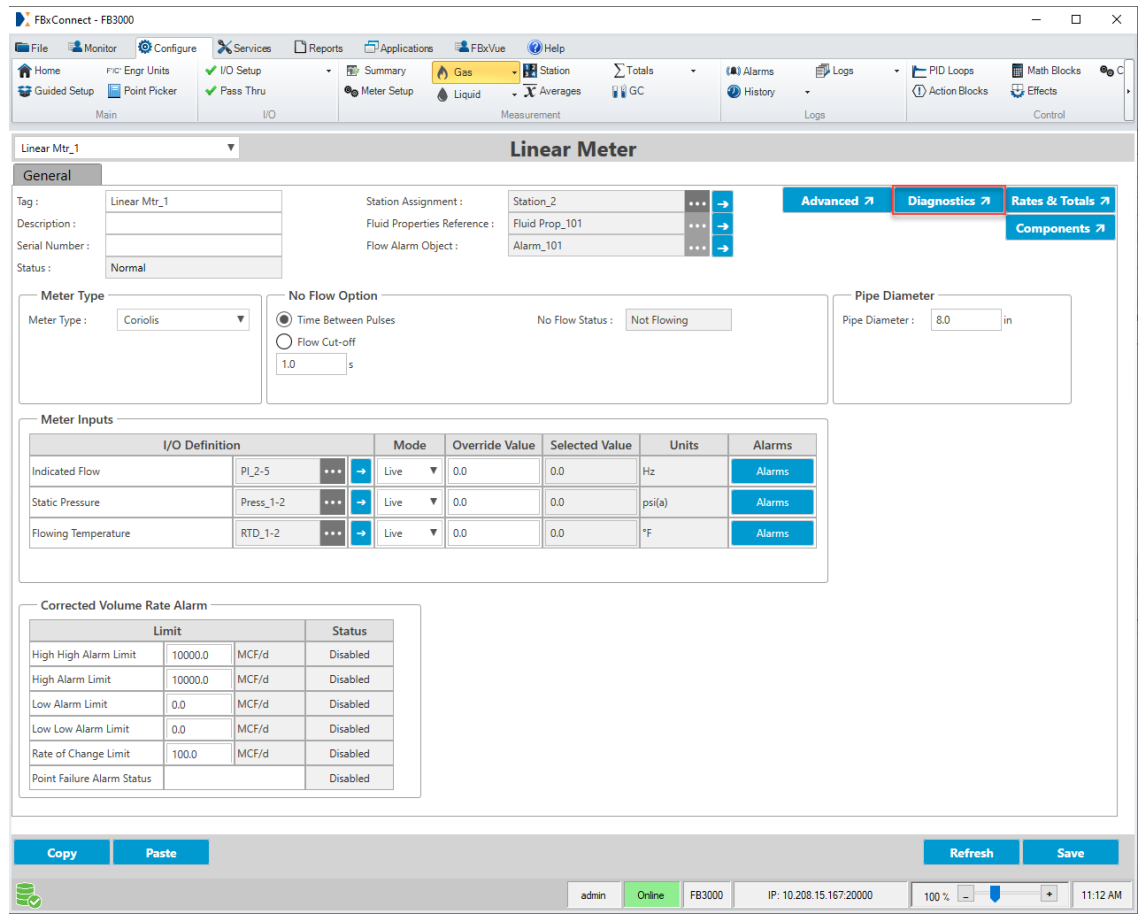 FBxConnect - FB3000
File Monitor Configure Services Reports Applications FBxVue Help
Home Engr Units I/O Setup Summary Gas Station Totals Alarms Logs PID Loops Math Blocks C
Guided Setup Point Picker Pass Thru Meter Setup Liquid Averages GC History Action Blocks Effects
Main I/O Measurement Logs Control
Linear Mtr_1 Linear Meter
General
Tag : Linear Mtr_1 Station Assignment : Station_2 Advanced Diagnostics Rates & Totals
Description : Fluid Properties Reference : Fluid Prop_101 Components
Serial Number : Flow Alarm Object : Alarm_101
Status : Normal
Meter Type No Flow Option Pipe Diameter
Meter Type : Coriolis Time Between Pulses No Flow Status : Not Flowing Pipe Diameter : 8.0 in
Flow Cut-off
1.0 s
Meter Inputs
I/O Definition Mode Override Value Selected Value Units Alarms
Indicated Flow PI_2-5 Live 0.0 0.0 Hz Alarms
Static Pressure Press_1-2 Live 0.0 0.0 psi(a) Alarms
Flowing Temperature RTD_1-2 Live 0.0 0.0 °F Alarms
Corrected Volume Rate Alarm
Limit Status
High High Alarm Limit 10000.0 MCF/d Disabled
High Alarm Limit 10000.0 MCF/d Disabled
Low Alarm Limit 0.0 MCF/d Disabled
Low Low Alarm Limit 0.0 MCF/d Disabled
Rate of Change Limit 100.0 MCF/d Disabled
Point Failure Alarm Status Disabled
Copy Paste Refresh Save
admin Online FB3000 IP: 10.208.15.167:20000 100 % - + 11:12 AM